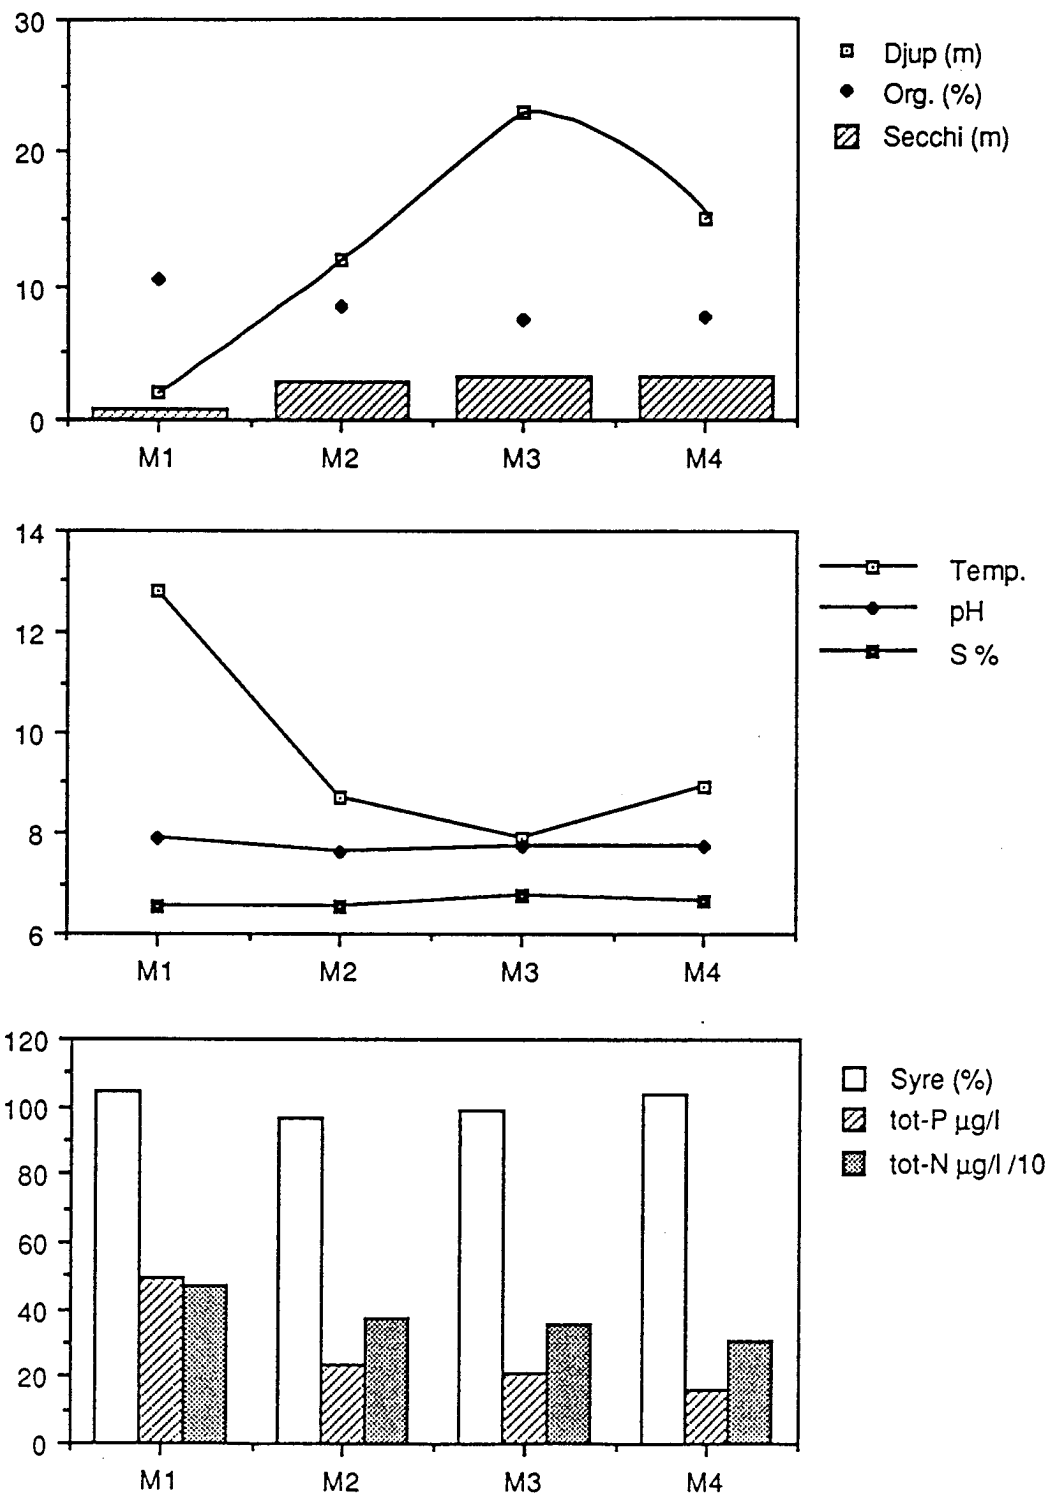 30
20
10
0
M1 M2 M3 M4
Djup (m)
Org. (%)
Secchi (m)
14
12
10
8
6
M1 M2 M3 M4
Temp.
pH
S %
120
100
80
60
40
20
0
M1 M2 M3 M4
Syre (%)
tot-P µg/l
tot-N µg/l /10